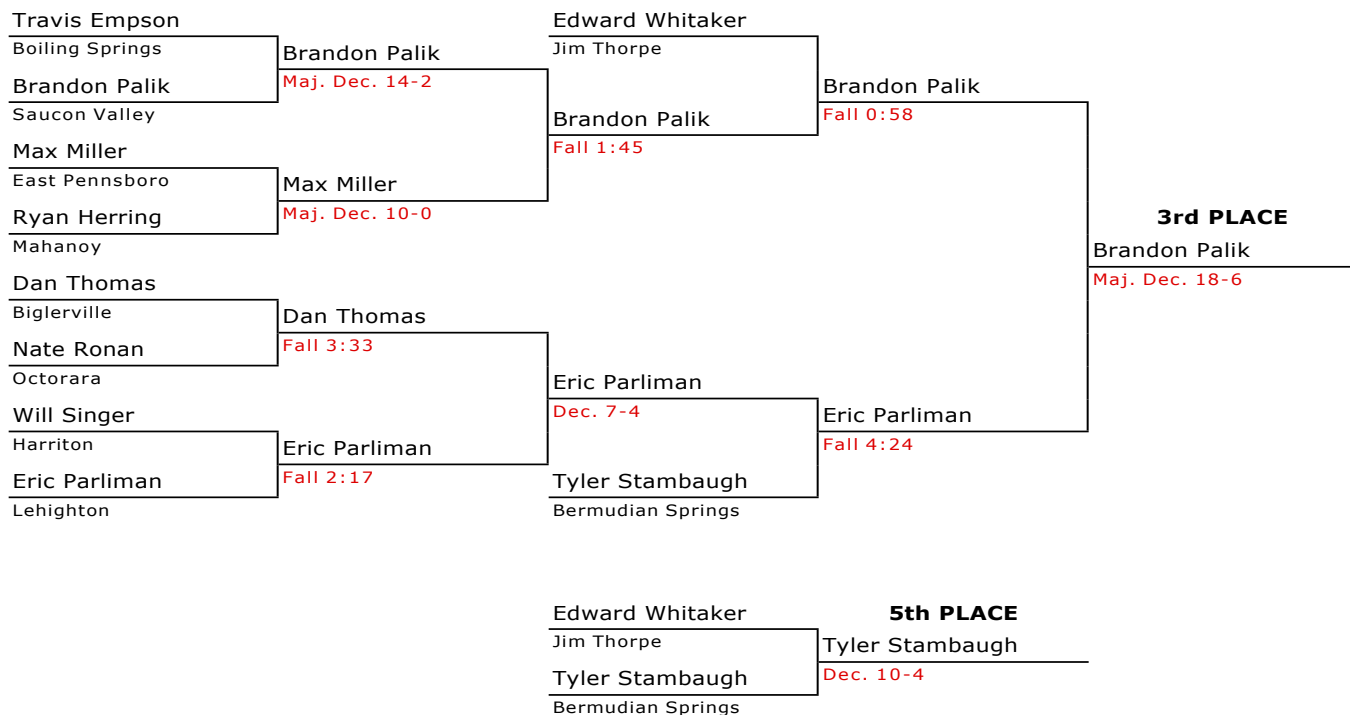 Travis Empson
Boiling Springs
Brandon Palik
Saucon Valley
Max Miller
East Pennsboro
Ryan Herring
Mahanoy
Dan Thomas
Biglerville
Nate Ronan
Octorara
Will Singer
Harriton
Eric Parliman
Lehighton
Brandon Palik
Maj. Dec. 14-2
Max Miller
Maj. Dec. 10-0
Dan Thomas
Fall 3:33
Eric Parliman
Fall 2:17
Edward Whitaker
Jim Thorpe
Brandon Palik
Fall 1:45
Eric Parliman
Dec. 7-4
Tyler Stambaugh
Bermudian Springs
Brandon Palik
Fall 0:58
Eric Parliman
Fall 4:24
3rd PLACE
Brandon Palik
Maj. Dec. 18-6
Edward Whitaker
Jim Thorpe
Tyler Stambaugh
Bermudian Springs
5th PLACE
Tyler Stambaugh
Dec. 10-4